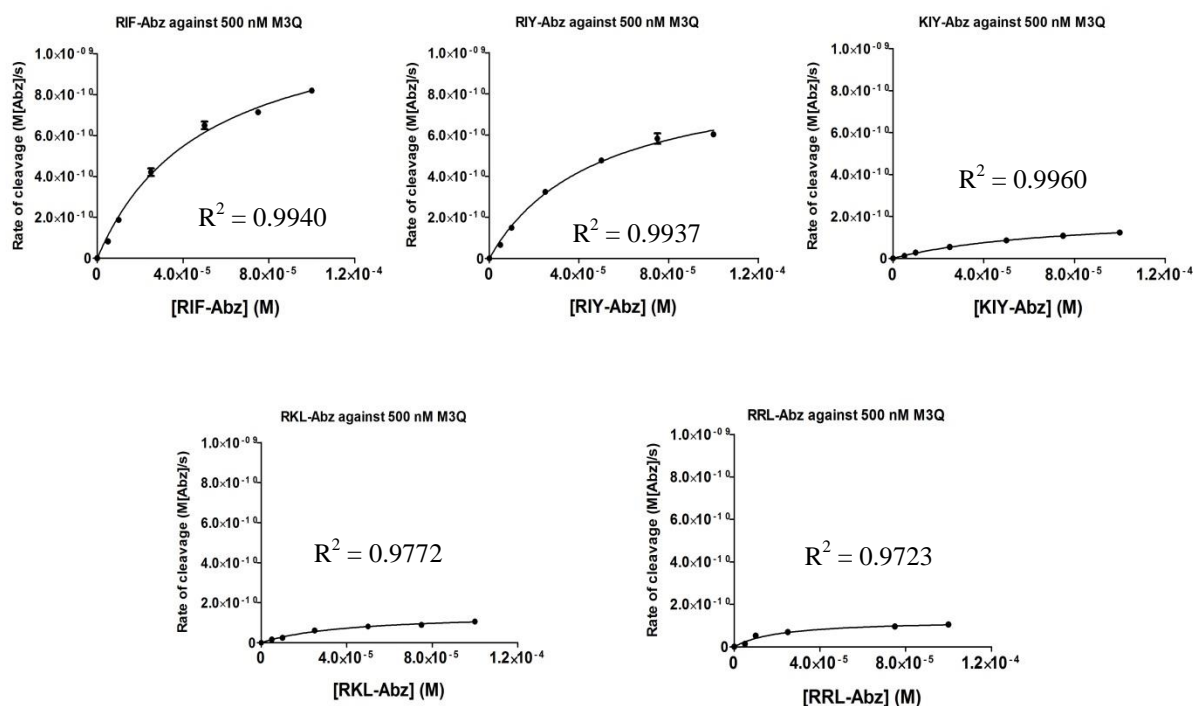 RIF-Abz against 500 nM M3Q
Rate of cleavage (M[Abz]/s)
1.0×10⁻⁰⁹
8.0×10⁻¹⁰
6.0×10⁻¹⁰
4.0×10⁻¹⁰
2.0×10⁻¹⁰
0
R² = 0.9940
0 4.0×10⁻⁵ 8.0×10⁻⁵ 1.2×10⁻⁴
[RIF-Abz] (M)
RIY-Abz against 500 nM M3Q
Rate of cleavage (M[Abz]/s)
1.0×10⁻⁰⁹
8.0×10⁻¹⁰
6.0×10⁻¹⁰
4.0×10⁻¹⁰
2.0×10⁻¹⁰
0
R² = 0.9937
0 4.0×10⁻⁵ 8.0×10⁻⁵ 1.2×10⁻⁴
[RIY-Abz] (M)
KIY-Abz against 500 nM M3Q
Rate of cleavage (M[Abz]/s)
1.0×10⁻⁰⁹
8.0×10⁻¹⁰
6.0×10⁻¹⁰
4.0×10⁻¹⁰
2.0×10⁻¹⁰
0
R² = 0.9960
0 4.0×10⁻⁵ 8.0×10⁻⁵ 1.2×10⁻⁴
[KIY-Abz] (M)
RKL-Abz against 500 nM M3Q
Rate of cleavage (M[Abz]/s)
1.0×10⁻⁰⁹
8.0×10⁻¹⁰
6.0×10⁻¹⁰
4.0×10⁻¹⁰
2.0×10⁻¹⁰
0
R² = 0.9772
0 4.0×10⁻⁵ 8.0×10⁻⁵ 1.2×10⁻⁴
[RKL-Abz] (M)
RRL-Abz against 500 nM M3Q
Rate of cleavage (M[Abz]/s)
1.0×10⁻⁰⁹
8.0×10⁻¹⁰
6.0×10⁻¹⁰
4.0×10⁻¹⁰
2.0×10⁻¹⁰
0
R² = 0.9723
0 4.0×10⁻⁵ 8.0×10⁻⁵ 1.2×10⁻⁴
[RRL-Abz] (M)